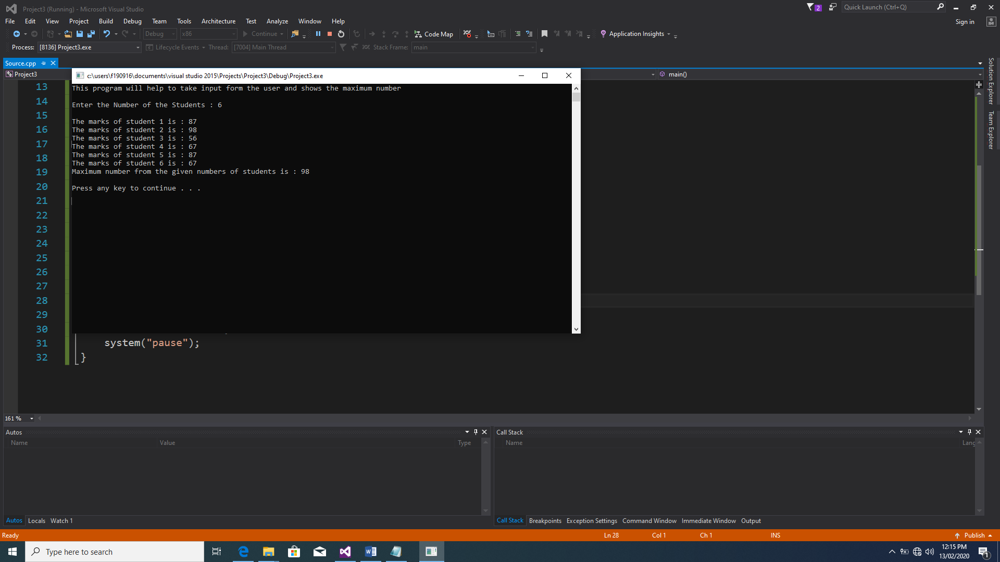 Project3 (Running) - Microsoft Visual Studio
2
Quick Launch (Ctrl+Q)
File Edit View Project Build Debug Team Tools Architecture Test Analyze Window Help
Sign in
Debug x86 Continue Code Map Application Insights
Process: [8136] Project3.exe Lifecycle Events Thread: [7004] Main Thread Stack Frame: main
Source.cpp
Project3
main()
c:\users\f190916\documents\visual studio 2015\Projects\Project3\Debug\Project3.exe
This program will help to take input form the user and shows the maximum number
Enter the Number of the Students : 6
The marks of student 1 is : 87
The marks of student 2 is : 98
The marks of student 3 is : 56
The marks of student 4 is : 67
The marks of student 5 is : 87
The marks of student 6 is : 67
Maximum number from the given numbers of students is : 98
Press any key to continue . . .
13
14
15
16
17
18
19
20
21
22
23
24
25
26
27
28
29
30
31 system("pause");
32 }
Solution Explorer
Team Explorer
161 %
Autos
Name Value Type
Autos Locals Watch 1
Call Stack
Name Lang
Call Stack Breakpoints Exception Settings Command Window Immediate Window Output
Ready Ln 28 Col 1 Ch 1 INS Publish
Type here to search
12:15 PM
13/02/2020
1